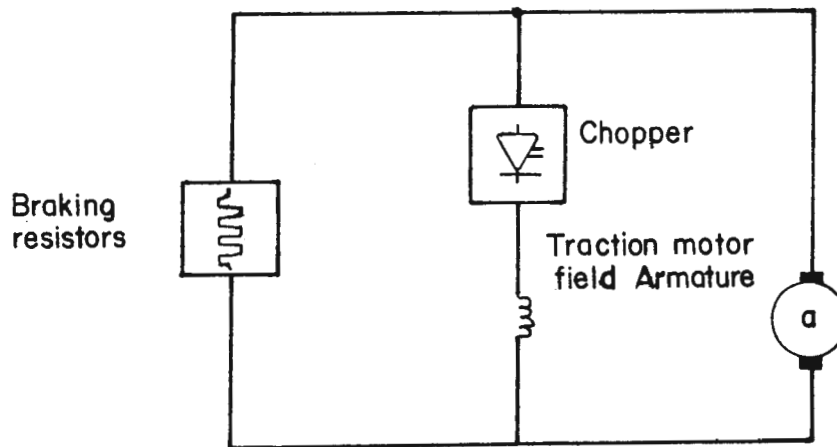 Chopper
Braking
resistors
Traction motor
field Armature
a